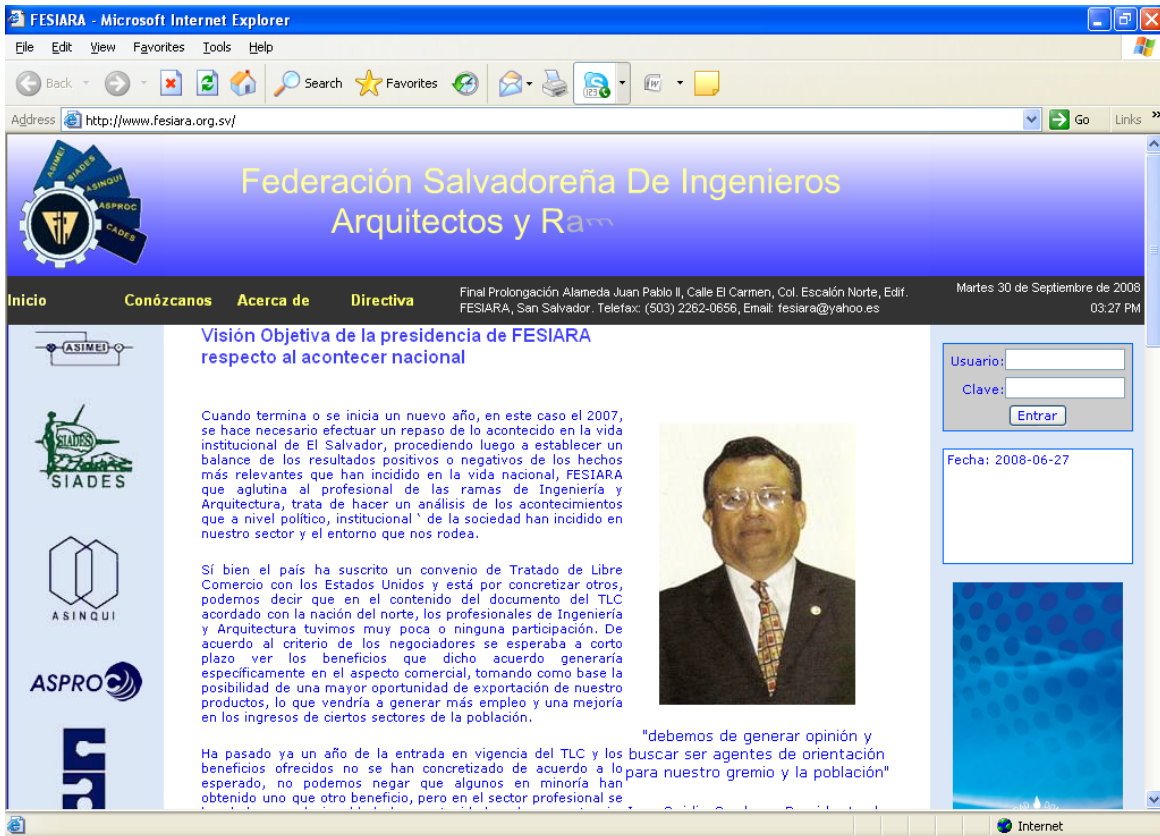 FESIARA - Microsoft Internet Explorer
File Edit View Favorites Tools Help
Back Search Favorites
Address http://www.fesiara.org.sv/ Go Links »
ASIMEI
SIADES
ASINQUI
ASPROC
CADES
Federación Salvadoreña De Ingenieros
Arquitectos y Ram
Inicio Conózcanos Acerca de Directiva
Final Prolongación Alameda Juan Pablo II, Calle El Carmen, Col. Escalón Norte, Edif.
FESIARA, San Salvador. Telefax: (503) 2262-0656, Email: fesiara@yahoo.es
Martes 30 de Septiembre de 2008
03:27 PM
ASIMEI
SIADES
SIADES
ASINQUI
ASPRO
Visión Objetiva de la presidencia de FESIARA
respecto al acontecer nacional
Cuando termina o se inicia un nuevo año, en este caso el 2007,
se hace necesario efectuar un repaso de lo acontecido en la vida
institucional de El Salvador, procediendo luego a establecer un
balance de los resultados positivos o negativos de los hechos
más relevantes que han incidido en la vida nacional, FESIARA
que aglutina al profesional de las ramas de Ingeniería y
Arquitectura, trata de hacer un análisis de los acontecimientos
que a nivel político, institucional ` de la sociedad han incidido en
nuestro sector y el entorno que nos rodea.
Sí bien el país ha suscrito un convenio de Tratado de Libre
Comercio con los Estados Unidos y está por concretizar otros,
podemos decir que en el contenido del documento del TLC
acordado con la nación del norte, los profesionales de Ingeniería
y Arquitectura tuvimos muy poca o ninguna participación. De
acuerdo al criterio de los negociadores se esperaba a corto
plazo ver los beneficios que dicho acuerdo generaría
específicamente en el aspecto comercial, tomando como base la
posibilidad de una mayor oportunidad de exportación de nuestro
productos, lo que vendría a generar más empleo y una mejoría
en los ingresos de ciertos sectores de la población.
Ha pasado ya un año de la entrada en vigencia del TLC y los
beneficios ofrecidos no se han concretizado de acuerdo a lo
esperado, no podemos negar que algunos en minoría han
obtenido uno que otro beneficio, pero en el sector profesional se
"debemos de generar opinión y
buscar ser agentes de orientación
para nuestro gremio y la población"
Usuario:
Clave:
Entrar
Fecha: 2008-06-27
Internet